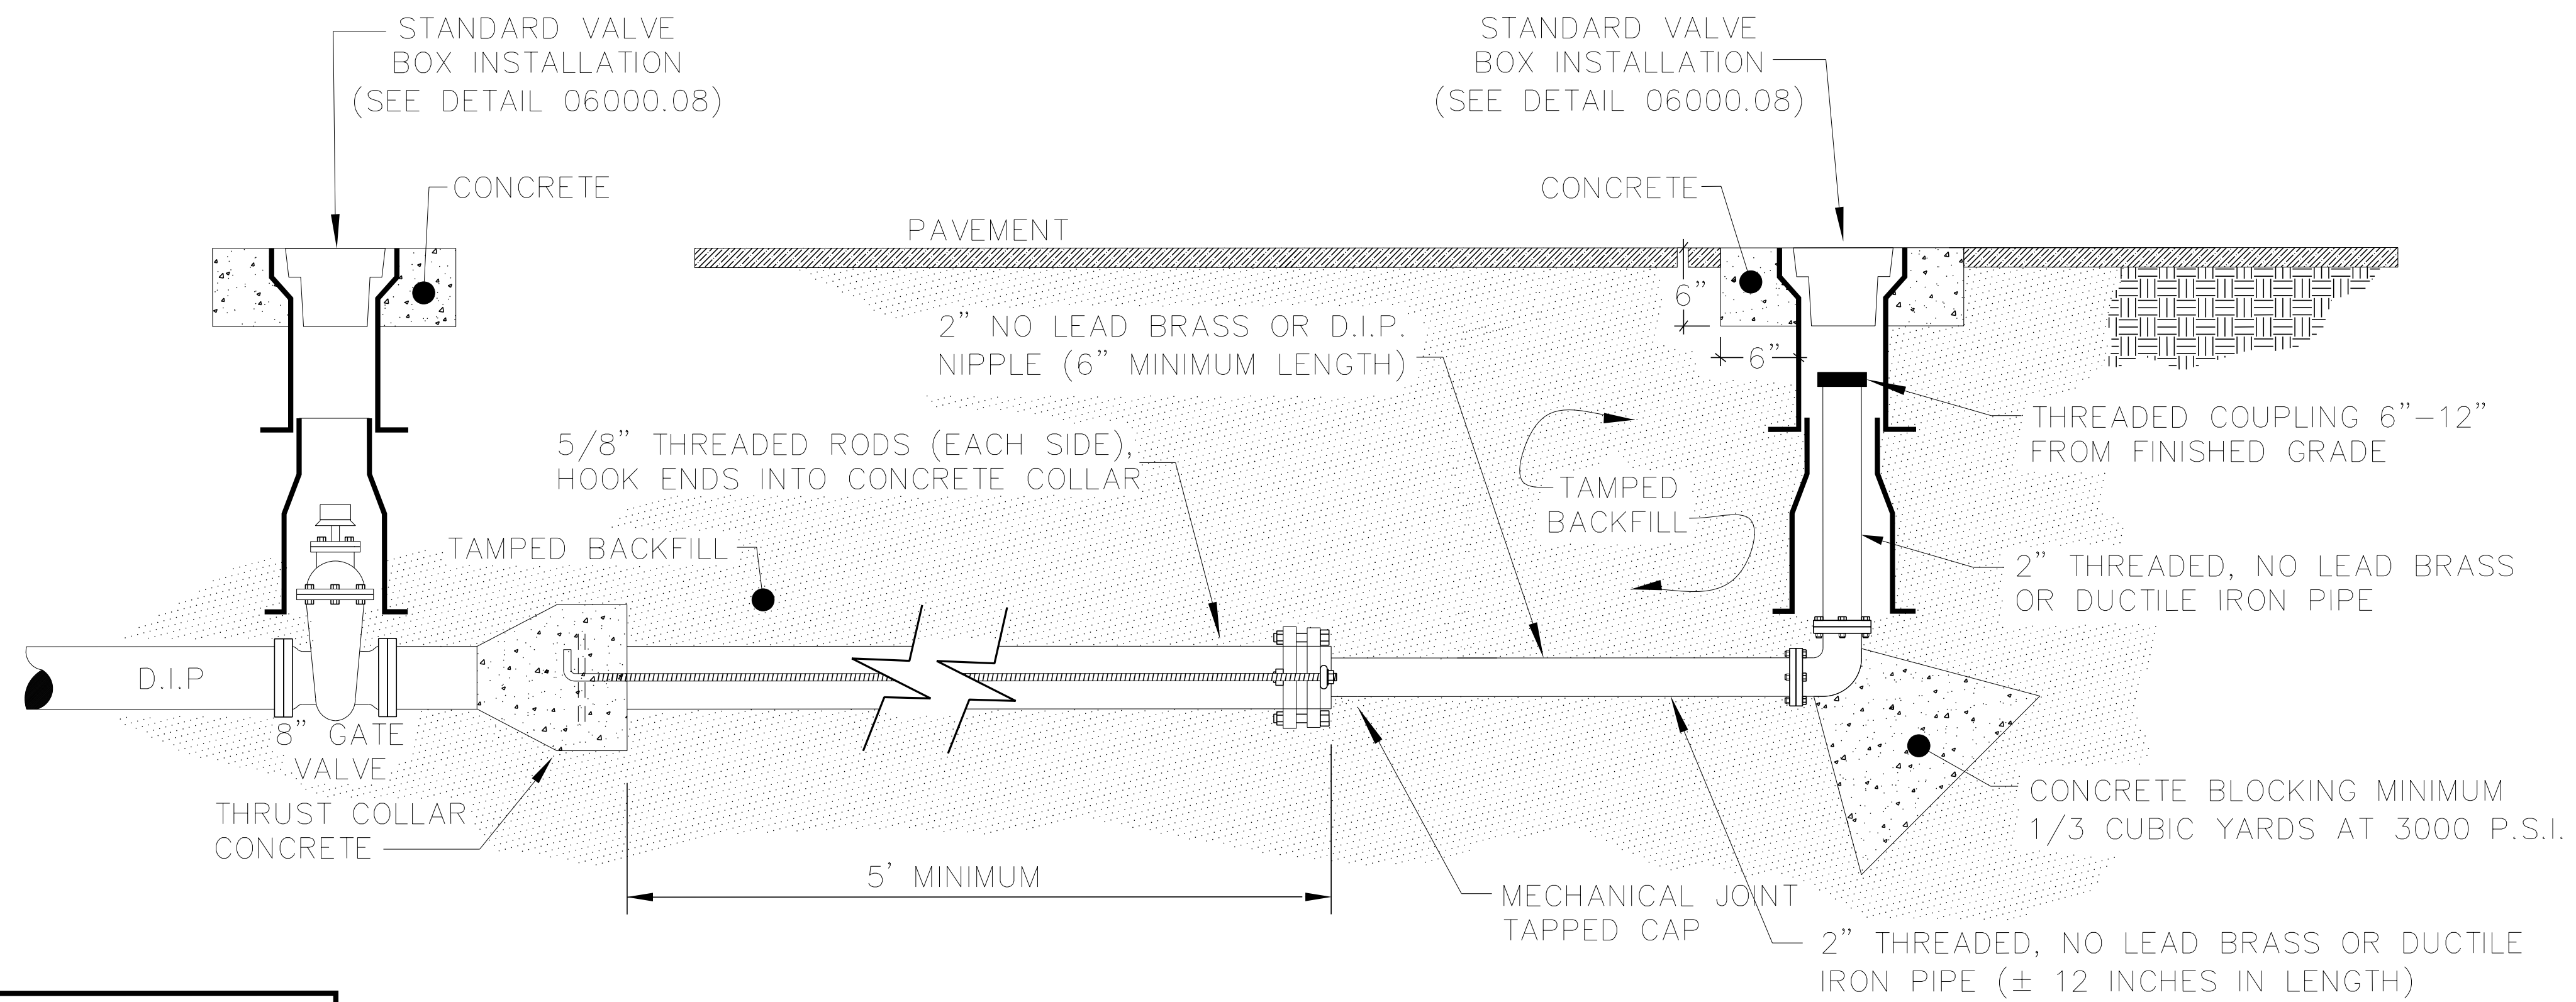 STANDARD VALVE
BOX INSTALLATION
(SEE DETAIL 06000.08)
STANDARD VALVE
BOX INSTALLATION
(SEE DETAIL 06000.08)
CONCRETE
CONCRETE
PAVEMENT
6"
6"
2" NO LEAD BRASS OR D.I.P.
NIPPLE (6" MINIMUM LENGTH)
THREADED COUPLING 6"-12"
FROM FINISHED GRADE
5/8" THREADED RODS (EACH SIDE),
HOOK ENDS INTO CONCRETE COLLAR
TAMPED
BACKFILL
TAMPED BACKFILL
2" THREADED, NO LEAD BRASS
OR DUCTILE IRON PIPE
D.I.P
8" GATE
VALVE
THRUST COLLAR
CONCRETE
CONCRETE BLOCKING MINIMUM
1/3 CUBIC YARDS AT 3000 P.S.I.
5' MINIMUM
MECHANICAL JOINT
TAPPED CAP
2" THREADED, NO LEAD BRASS OR DUCTILE
IRON PIPE (± 12 INCHES IN LENGTH)